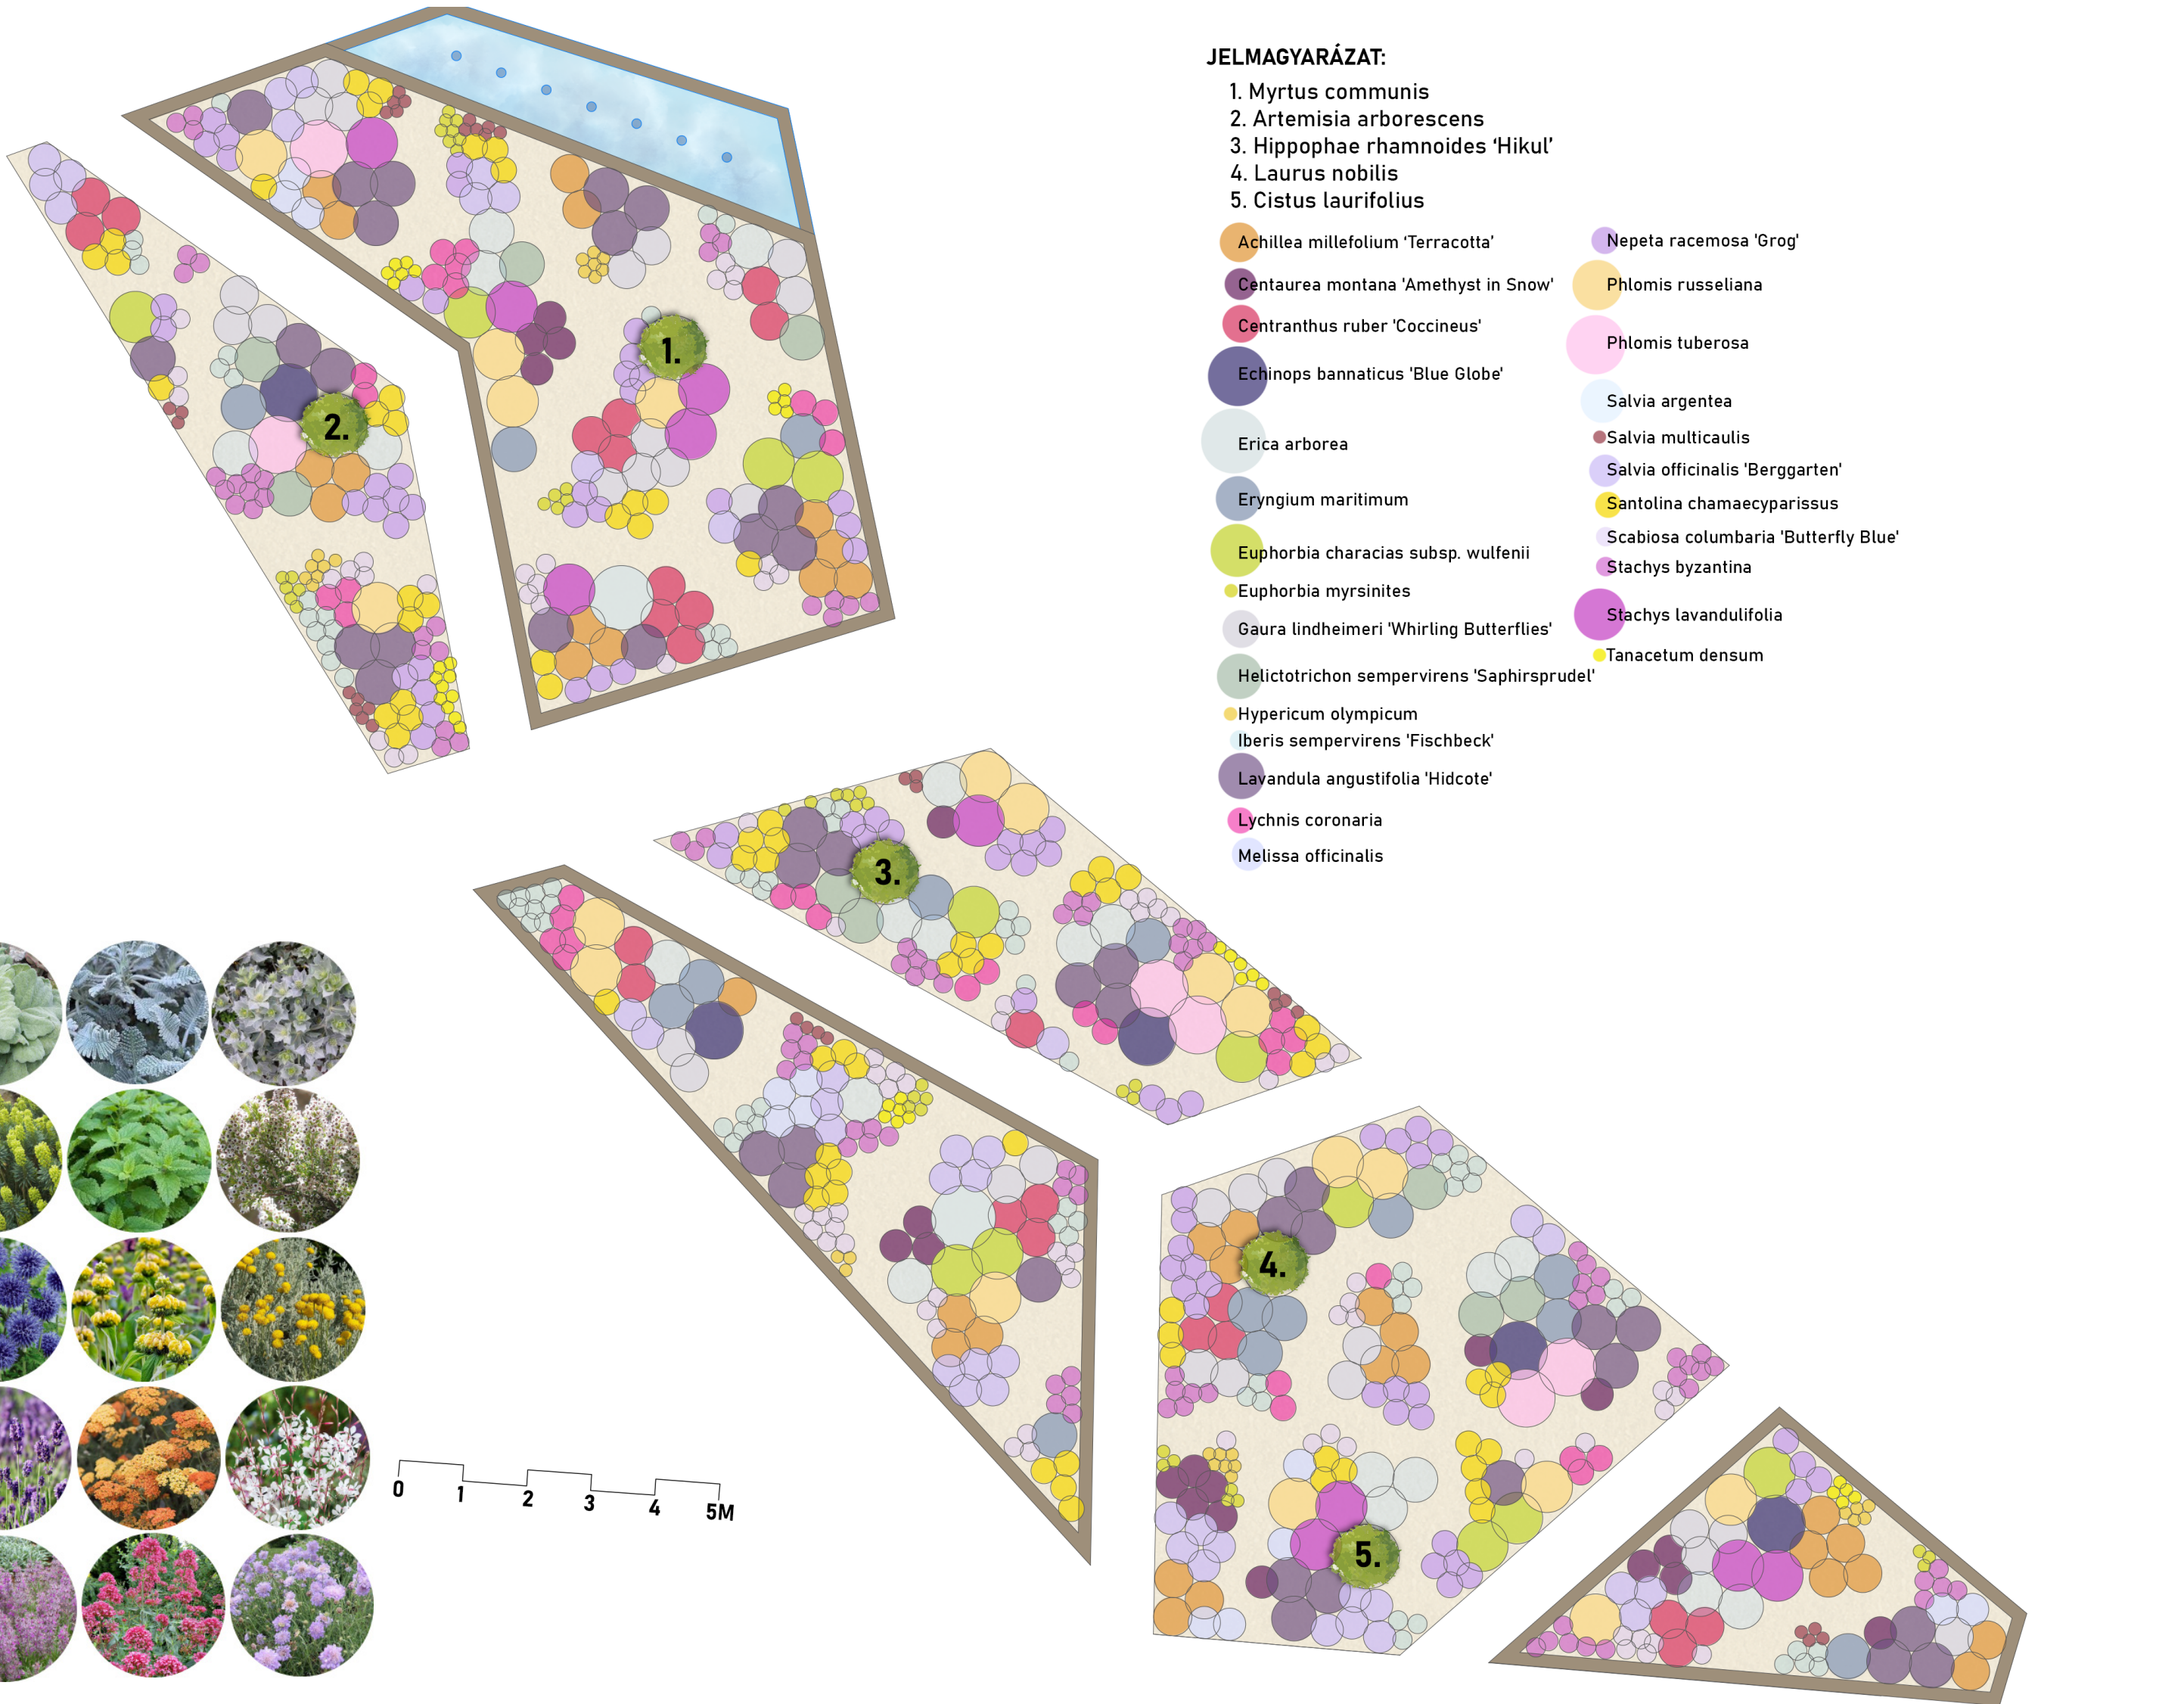 JELMAGYARÁZAT:
1. Myrtus communis
2. Artemisia arborescens
3. Hippophae rhamnoides ‘Hikul’
4. Laurus nobilis
5. Cistus laurifolius
Achillea millefolium ‘Terracotta’
Centaurea montana 'Amethyst in Snow'
Centranthus ruber 'Coccineus'
Echinops bannaticus 'Blue Globe'
Erica arborea
Eryngium maritimum
Euphorbia characias subsp. wulfenii
Euphorbia myrsinites
Gaura lindheimeri 'Whirling Butterflies'
Helictotrichon sempervirens 'Saphirsprudel'
Hypericum olympicum
Iberis sempervirens 'Fischbeck'
Lavandula angustifolia 'Hidcote'
Lychnis coronaria
Melissa officinalis
Nepeta racemosa 'Grog'
Phlomis russeliana
Phlomis tuberosa
Salvia argentea
Salvia multicaulis
Salvia officinalis 'Berggarten'
Santolina chamaecyparissus
Scabiosa columbaria 'Butterfly Blue'
Stachys byzantina
Stachys lavandulifolia
Tanacetum densum
1.
2.
3.
4.
5.
0 1 2 3 4 5M